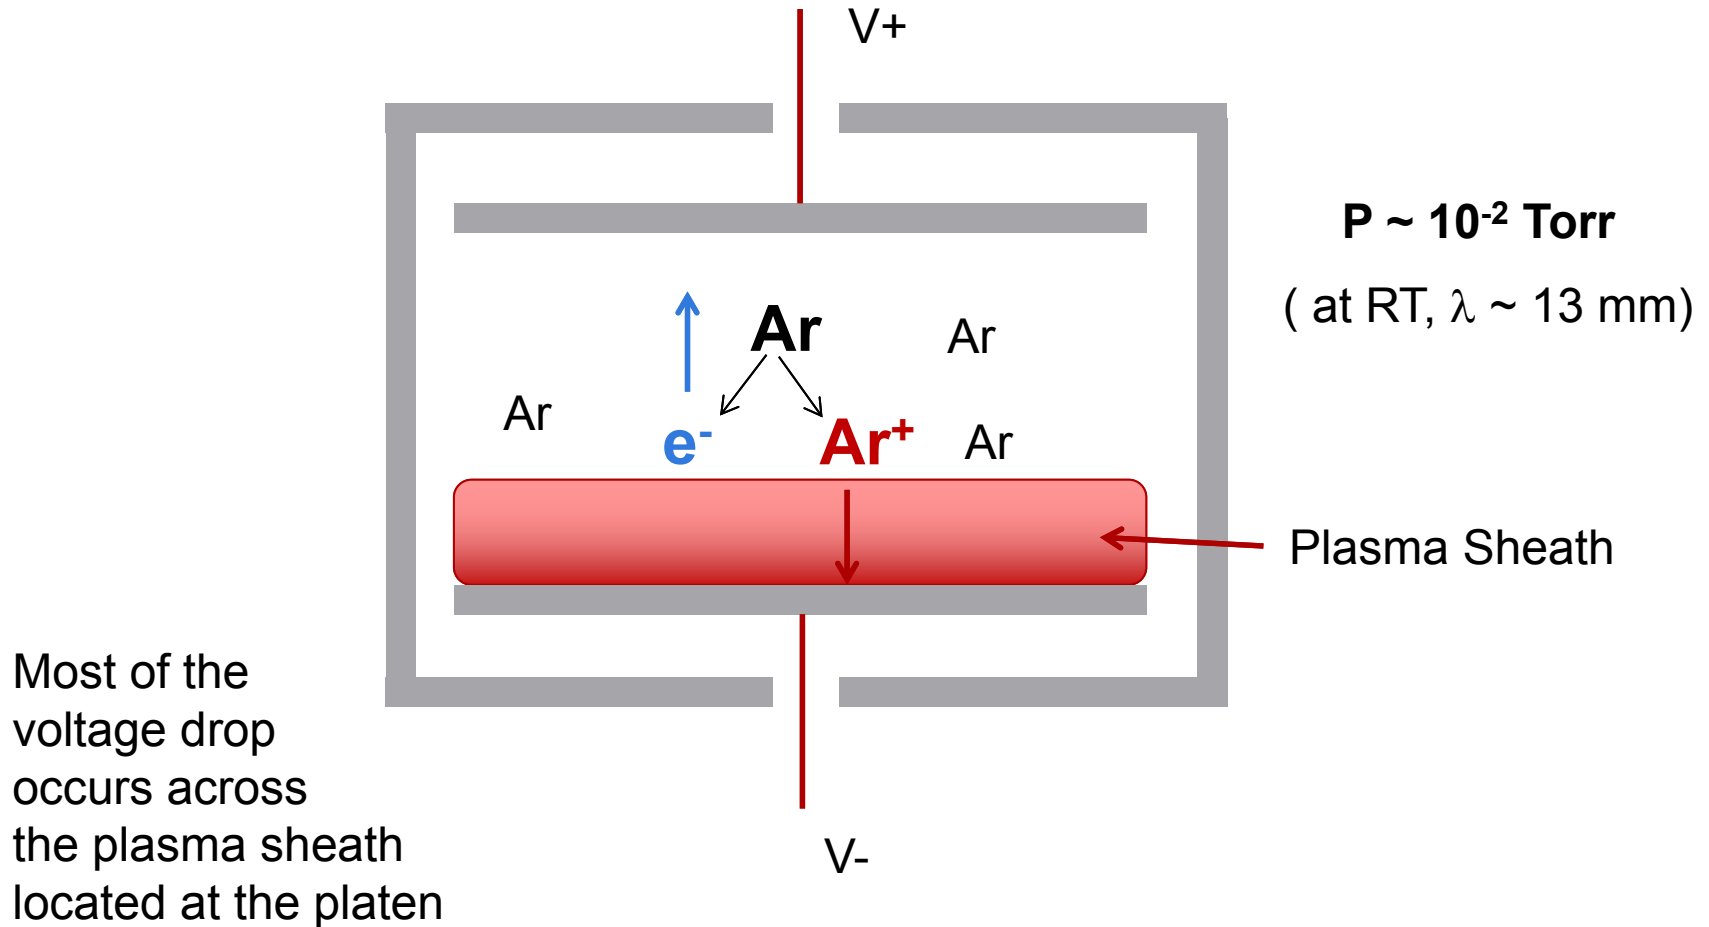 V+
P ~ 10⁻² Torr
( at RT, λ ~ 13 mm)
Ar
Ar
Ar
e⁻
Ar⁺
Ar
Plasma Sheath
Most of the
voltage drop
occurs across
the plasma sheath
located at the platen
V-